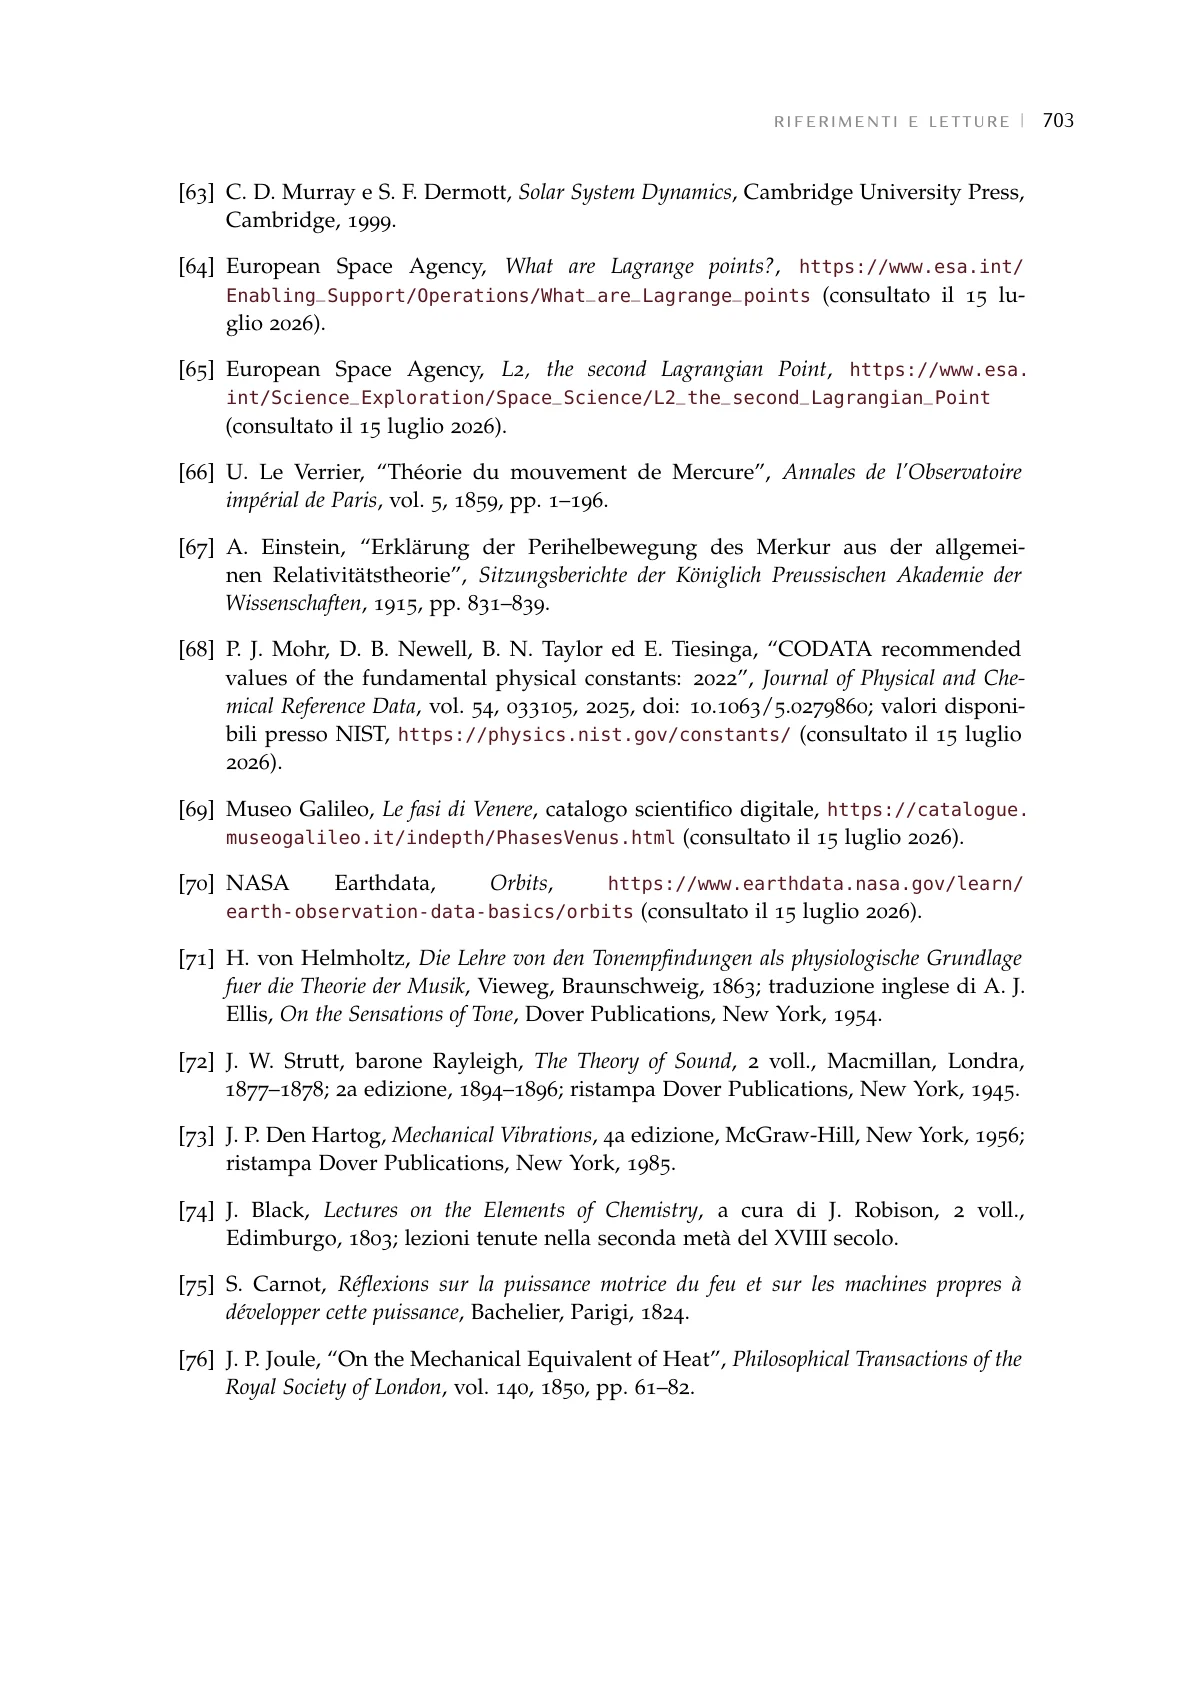 RIFERIMENTI E LETTURE | 703
[63] C. D. Murray e S. F. Dermott, Solar System Dynamics, Cambridge University Press,
Cambridge, 1999.
[64] European Space Agency, What are Lagrange points?, https://www.esa.int/
Enabling_Support/Operations/What_are_Lagrange_points (consultato il 15 lu-
glio 2026).
[65] European Space Agency, L2, the second Lagrangian Point, https://www.esa.
int/Science_Exploration/Space_Science/L2_the_second_Lagrangian_Point
(consultato il 15 luglio 2026).
[66] U. Le Verrier, “Théorie du mouvement de Mercure”, Annales de l'Observatoire
impérial de Paris, vol. 5, 1859, pp. 1–196.
[67] A. Einstein, “Erklärung der Perihelbewegung des Merkur aus der allgemei-
nen Relativitätstheorie”, Sitzungsberichte der Königlich Preussischen Akademie der
Wissenschaften, 1915, pp. 831–839.
[68] P. J. Mohr, D. B. Newell, B. N. Taylor ed E. Tiesinga, “CODATA recommended
values of the fundamental physical constants: 2022”, Journal of Physical and Che-
mical Reference Data, vol. 54, 033105, 2025, doi: 10.1063/5.0279860; valori disponi-
bili presso NIST, https://physics.nist.gov/constants/ (consultato il 15 luglio
2026).
[69] Museo Galileo, Le fasi di Venere, catalogo scientifico digitale, https://catalogue.
museogalileo.it/indepth/PhasesVenus.html (consultato il 15 luglio 2026).
[70] NASA Earthdata, Orbits, https://www.earthdata.nasa.gov/learn/
earth-observation-data-basics/orbits (consultato il 15 luglio 2026).
[71] H. von Helmholtz, Die Lehre von den Tonempfindungen als physiologische Grundlage
fuer die Theorie der Musik, Vieweg, Braunschweig, 1863; traduzione inglese di A. J.
Ellis, On the Sensations of Tone, Dover Publications, New York, 1954.
[72] J. W. Strutt, barone Rayleigh, The Theory of Sound, 2 voll., Macmillan, Londra,
1877–1878; 2a edizione, 1894–1896; ristampa Dover Publications, New York, 1945.
[73] J. P. Den Hartog, Mechanical Vibrations, 4a edizione, McGraw-Hill, New York, 1956;
ristampa Dover Publications, New York, 1985.
[74] J. Black, Lectures on the Elements of Chemistry, a cura di J. Robison, 2 voll.,
Edimburgo, 1803; lezioni tenute nella seconda metà del XVIII secolo.
[75] S. Carnot, Réflexions sur la puissance motrice du feu et sur les machines propres à
développer cette puissance, Bachelier, Parigi, 1824.
[76] J. P. Joule, “On the Mechanical Equivalent of Heat”, Philosophical Transactions of the
Royal Society of London, vol. 140, 1850, pp. 61–82.